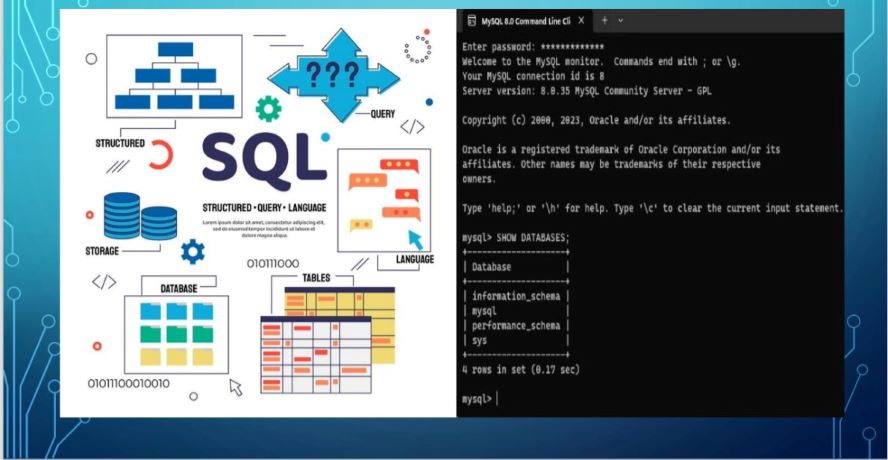 ???
QUERY
</>
STRUCTURED
SQL
STRUCTURED•QUERY•LANGUAGE
Lorem ipsum dolor sit amet, consectetur adipiscing elit,
sed do eiusmod tempor incididunt ut labore et
dolore magna aliqua.
STORAGE
LANGUAGE
010111000
</>
TABLES
DATABASE
01011100010010
MySQL 8.0 Command Line Cli X + ⌄
Enter password: *************
Welcome to the MySQL monitor.  Commands end with ; or \g.
Your MySQL connection id is 8
Server version: 8.0.35 MySQL Community Server - GPL
Copyright (c) 2000, 2023, Oracle and/or its affiliates.
Oracle is a registered trademark of Oracle Corporation and/or its
affiliates. Other names may be trademarks of their respective
owners.
Type 'help;' or '\h' for help. Type '\c' to clear the current input statement.
mysql> SHOW DATABASES;
+--------------------+
| Database           |
+--------------------+
| information_schema |
| mysql              |
| performance_schema |
| sys                |
+--------------------+
4 rows in set (0.17 sec)
mysql>